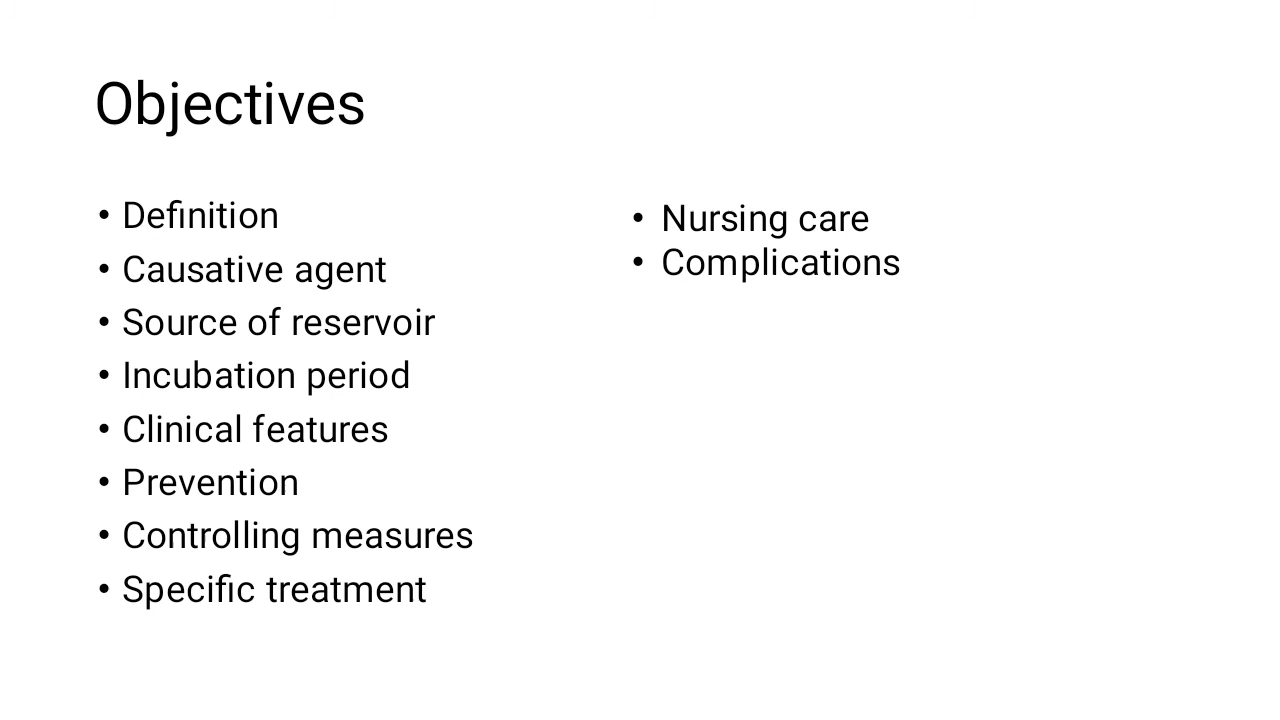 Objectives
• Definition
• Causative agent
• Source of reservoir
• Incubation period
• Clinical features
• Prevention
• Controlling measures
• Specific treatment
• Nursing care
• Complications